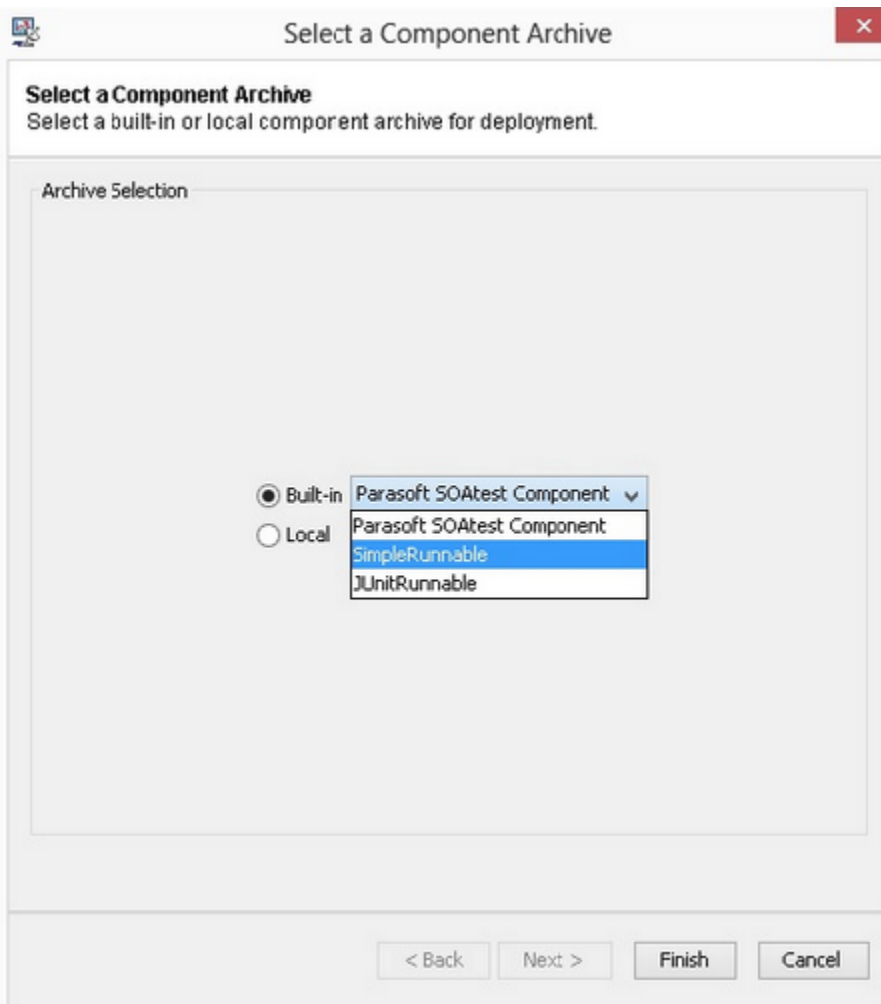 Select a Component Archive
Select a Component Archive
Select a built-in or local component archive for deployment.
Archive Selection
Built-in Parasoft SOAtest Component
Local Parasoft SOAtest Component
SimpleRunnable
JUnitRunnable
< Back Next > Finish Cancel